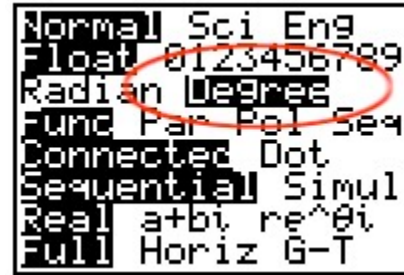 Normal Sci Eng
Float 0123456789
Radian Degree
Func Par Pol Seq
Connected Dot
Sequential Simul
Real a+bi re^θi
Full Horiz G-T